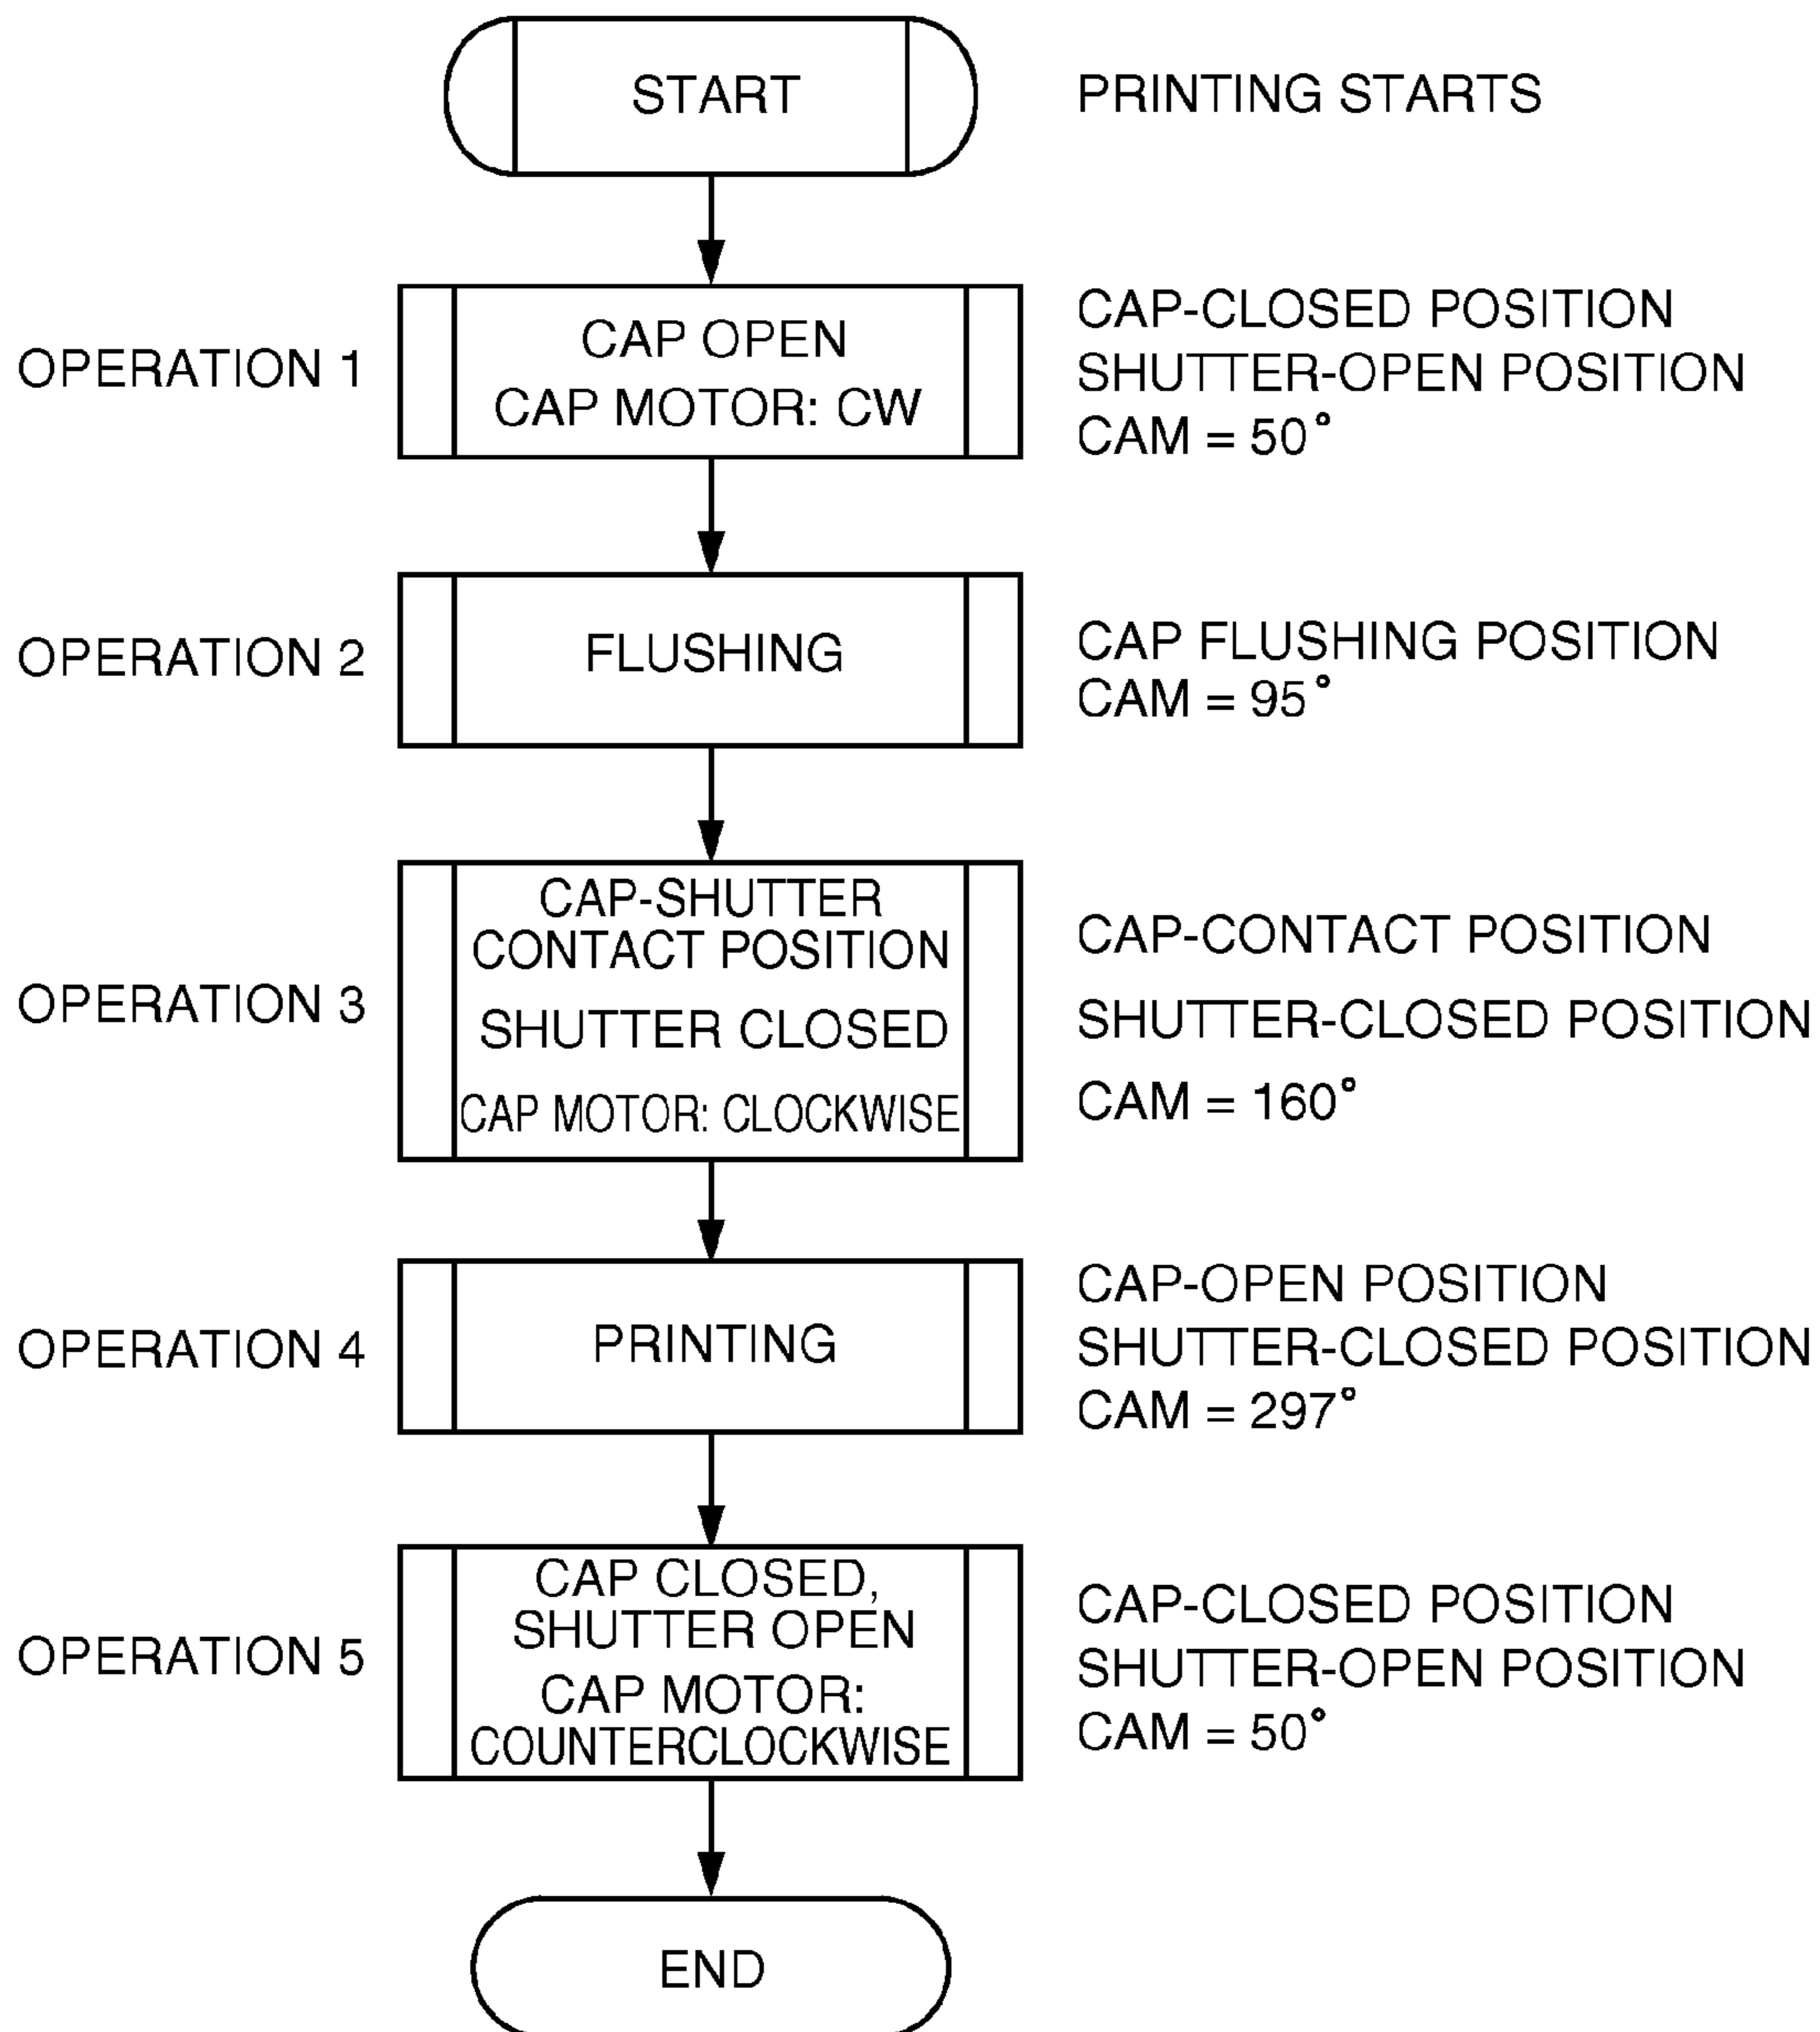 START
PRINTING STARTS
OPERATION 1
CAP OPEN
CAP MOTOR: CW
CAP-CLOSED POSITION
SHUTTER-OPEN POSITION
CAM = 50°
OPERATION 2
FLUSHING
CAP FLUSHING POSITION
CAM = 95°
OPERATION 3
CAP-SHUTTER
CONTACT POSITION
SHUTTER CLOSED
CAP MOTOR: CLOCKWISE
CAP-CONTACT POSITION
SHUTTER-CLOSED POSITION
CAM = 160°
OPERATION 4
PRINTING
CAP-OPEN POSITION
SHUTTER-CLOSED POSITION
CAM = 297°
OPERATION 5
CAP CLOSED,
SHUTTER OPEN
CAP MOTOR:
COUNTERCLOCKWISE
CAP-CLOSED POSITION
SHUTTER-OPEN POSITION
CAM = 50°
END